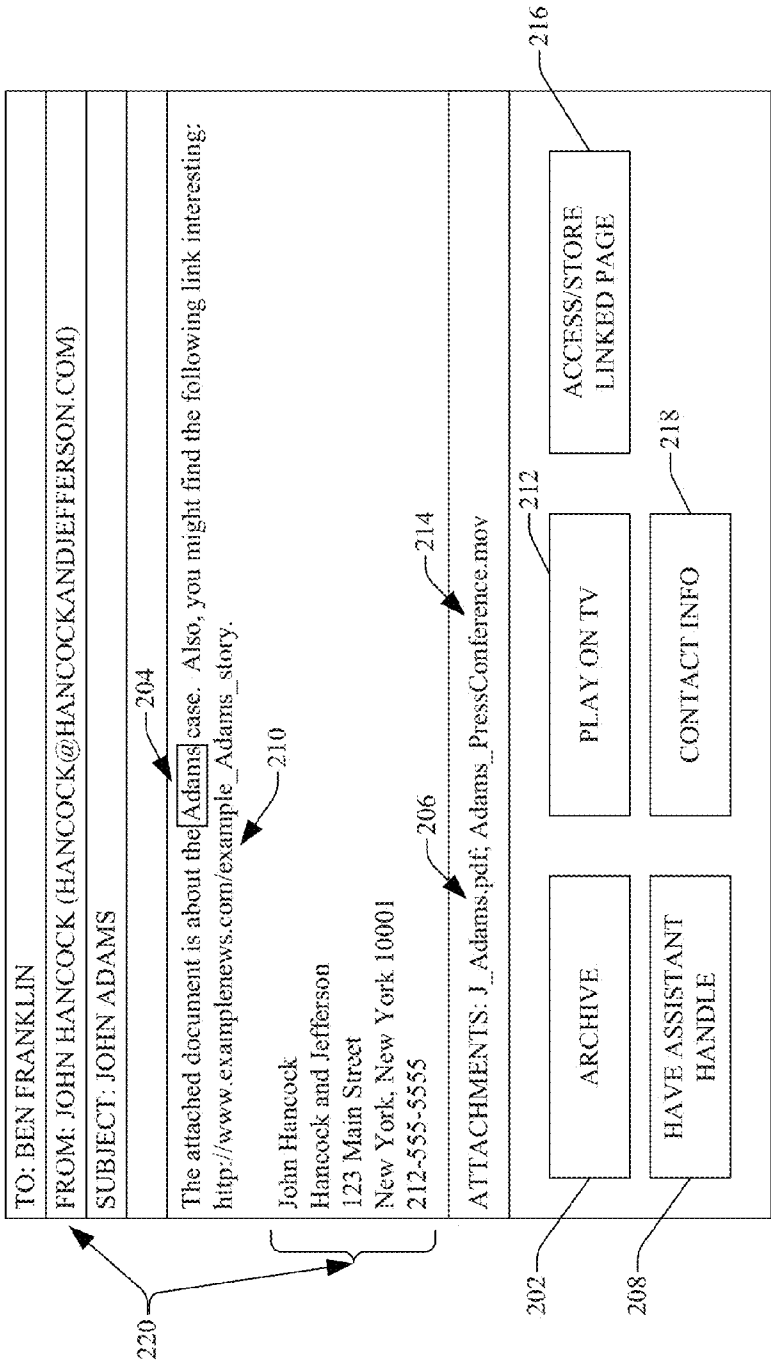 TO: BEN FRANKLIN
FROM: JOHN HANCOCK (HANCOCK@HANCOCKANDJEFFERSON.COM)
SUBJECT: JOHN ADAMS
220
204
The attached document is about the Adams case. Also, you might find the following link interesting:
http://www.examplenews.com/example_Adams_story.
210
John Hancock
Hancock and Jefferson
123 Main Street
New York, New York 10001
212-555-5555
206
214
ATTACHMENTS: J_Adams.pdf; Adams_PressConference.mov
212
216
202
ARCHIVE
PLAY ON TV
ACCESS/STORE
LINKED PAGE
208
HAVE ASSISTANT
HANDLE
CONTACT INFO
218